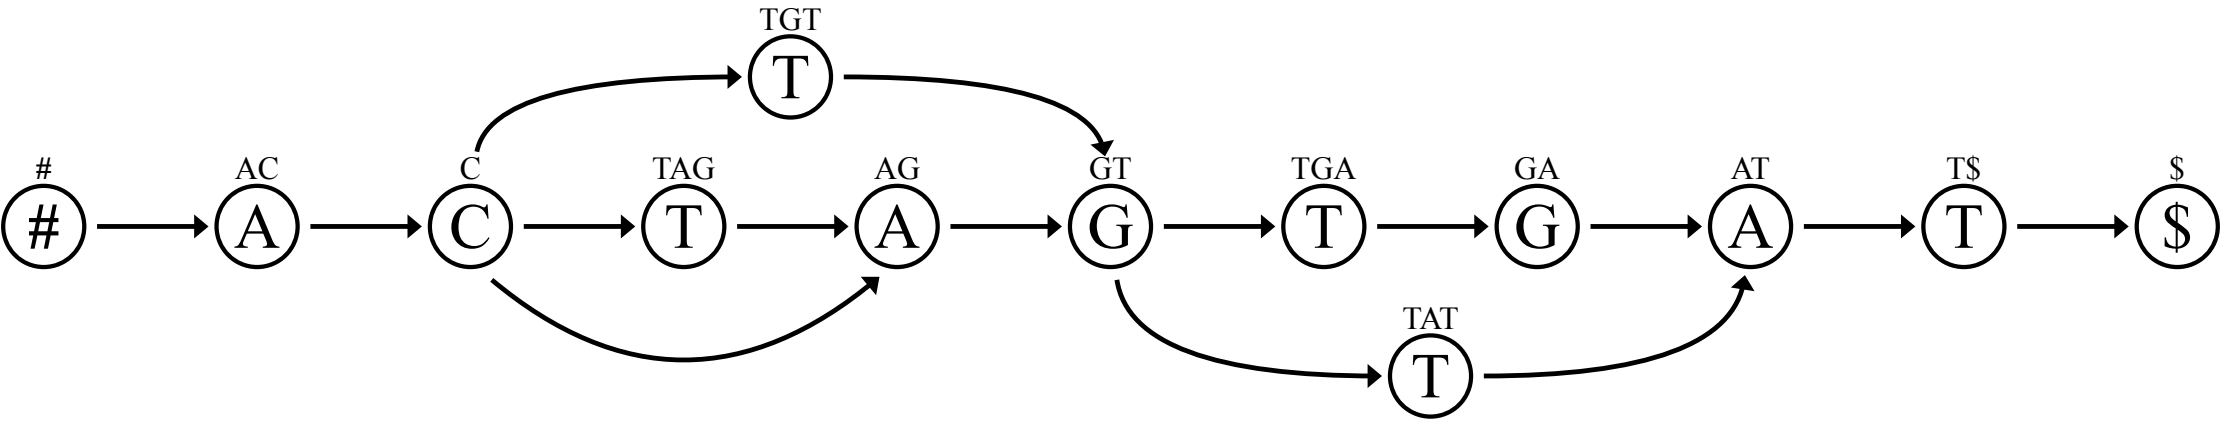 TGT
T
# AC C TAG AG GT TGA GA AT T$ $
# A C T A G T G A T $
TAT
T